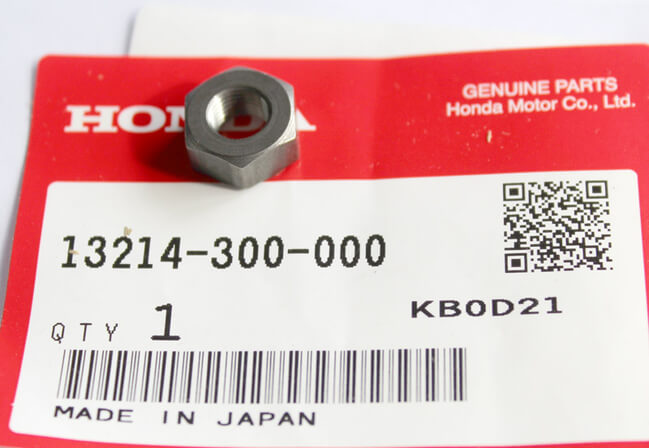 HONDA
GENUINE PARTS
Honda Motor Co., Ltd.
13214-300-000
KB0D21
QTY 1
MADE IN JAPAN